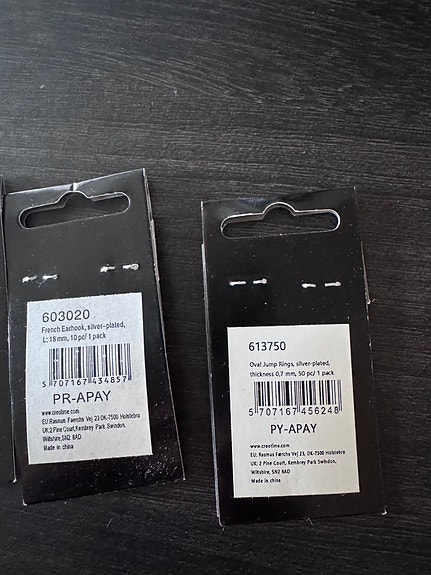 603020
French Earhook, silver-plated,
L: 18 mm, 10 pc/ 1 pack
5 707167 434857
PR-APAY
www.creotime.com
EU:Rasmus Færchs Vej 23 DK-7500 Holstebro
UK:2 Pine Court, Kembrey Park Swindon,
Wiltshire,SN2 8AD
Made in china
613750
Oval Jump Rings, silver-plated,
thickness 0,7 mm, 50 pc/ 1 pack
5 707167 456248
PY-APAY
www.creotime.com
EU: Rasmus Færchs Vej 23, DK-7500 Holstebro
UK: 2 Pine Court, Kembrey Park Swindon,
Wiltshire, SN2 8AD
Made in china